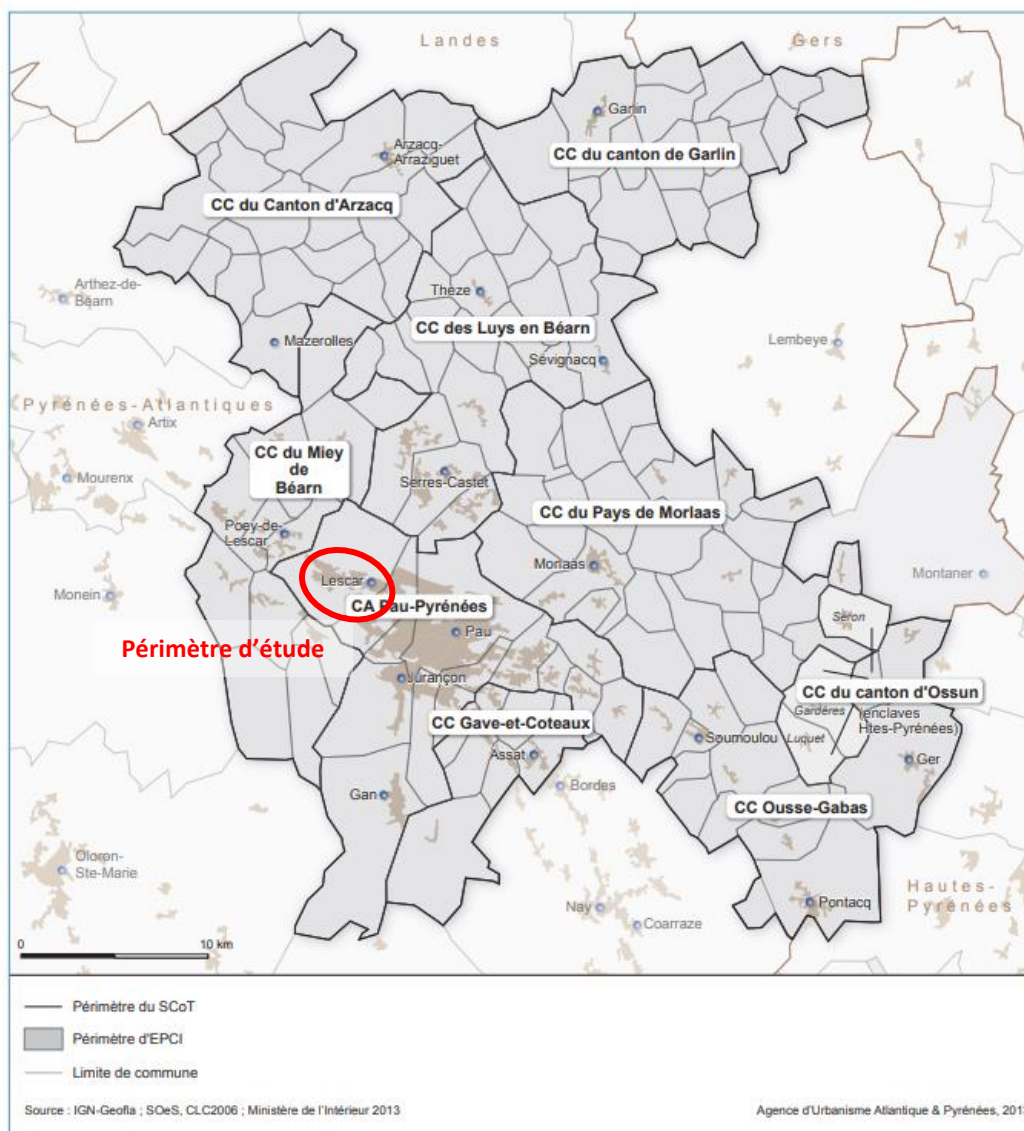 Landes
Gers
Garlin
Arzacq-
Arraziguet
CC du canton de Garlin
CC du Canton d'Arzacq
Arthez-de-
Béarn
Thèze
CC des Luys en Béarn
Mazerolles
Sévignacq
Lembeye
Pyrénées-Atlantiques
Artix
CC du Miey
de
Béarn
Mourenx
Serres-Castet
CC du Pays de Morlaas
Poey-de-
Lescar
Morlaàs
Montaner
Lescar
Monein
CA Pau-Pyrénées
Séron
Pau
Périmètre d'étude
Jurançon
CC du canton d'Ossun
Gardères
(enclaves
Htes-Pyrénées)
CC Gave-et-Coteaux
Soumoulou
Luquet
Assat
Ger
Bordes
Gan
CC Ousse-Gabas
Oloron-
Ste-Marie
Hautes-
Pyrénées
Nay
Pontacq
Coarraze
0
10 km
Périmètre du SCoT
Périmètre d'EPCI
Limite de commune
Source : IGN-Geofla ; SOeS, CLC2006 ; Ministère de l'Intérieur 2013
Agence d'Urbanisme Atlantique & Pyrénées, 2013